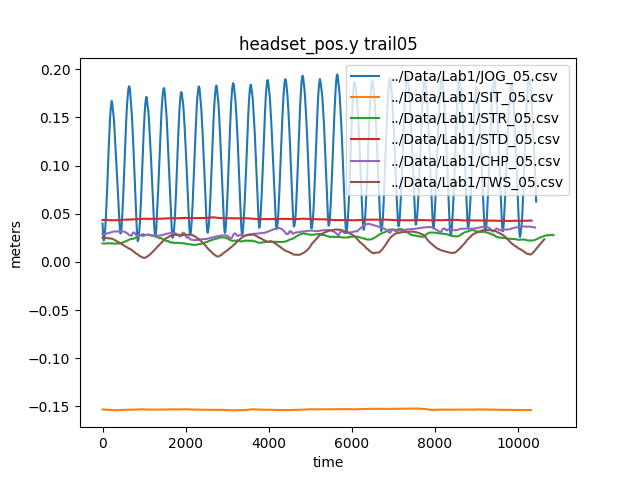 headset_pos.y trail05
../Data/Lab1/JOG_05.csv
../Data/Lab1/SIT_05.csv
../Data/Lab1/STR_05.csv
../Data/Lab1/STD_05.csv
../Data/Lab1/CHP_05.csv
../Data/Lab1/TWS_05.csv
0.20
0.15
0.10
0.05
0.00
−0.05
−0.10
−0.15
meters
0 2000 4000 6000 8000 10000
time